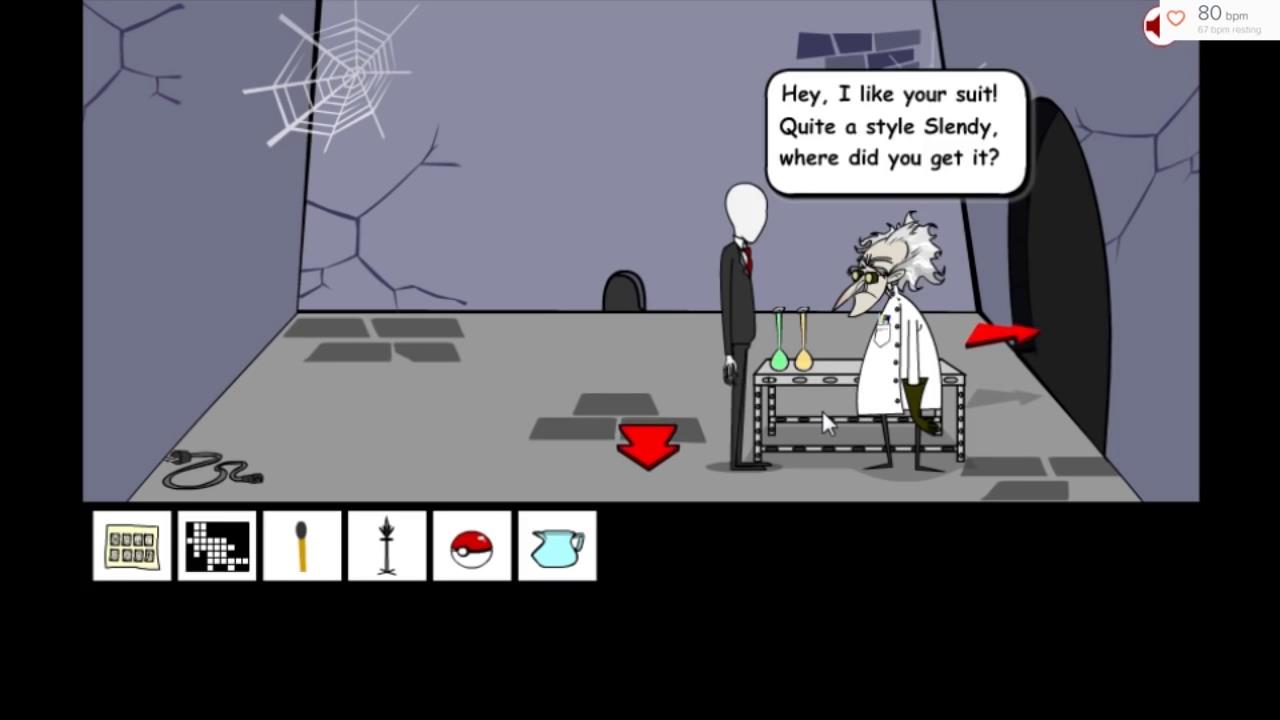 80 bpm
67 bpm resting
Hey, I like your suit!
Quite a style Slendy,
where did you get it?